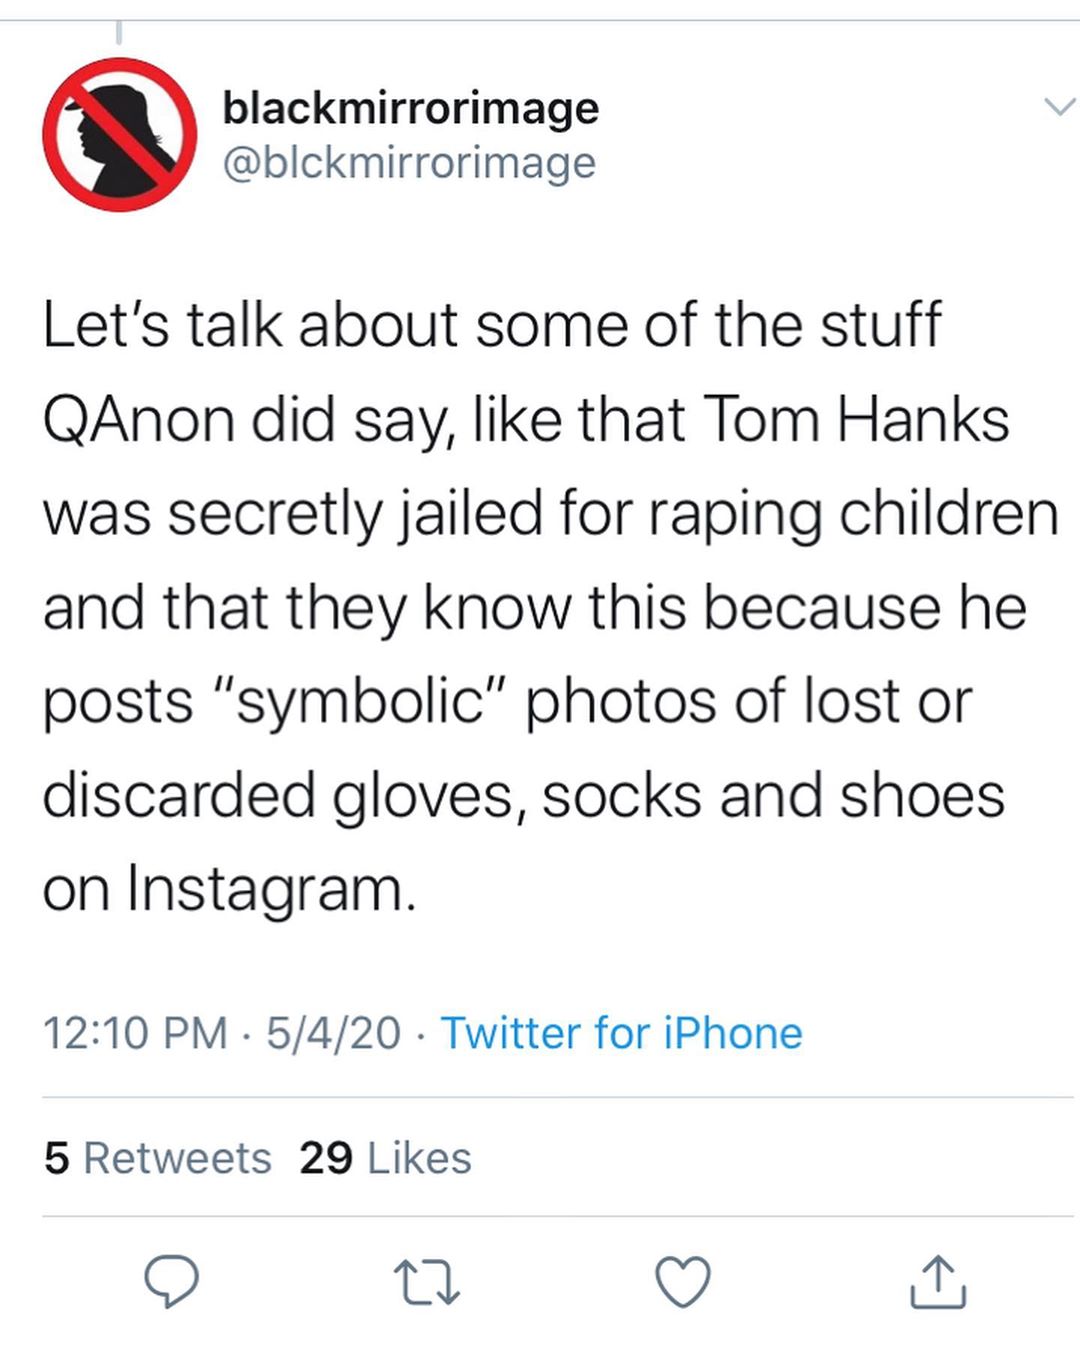 blackmirrorimage
@blckmirrorimage
Let’s talk about some of the stuff
QAnon did say, like that Tom Hanks
was secretly jailed for raping children
and that they know this because he
posts “symbolic” photos of lost or
discarded gloves, socks and shoes
on Instagram.
12:10 PM · 5/4/20 · Twitter for iPhone
5 Retweets 29 Likes